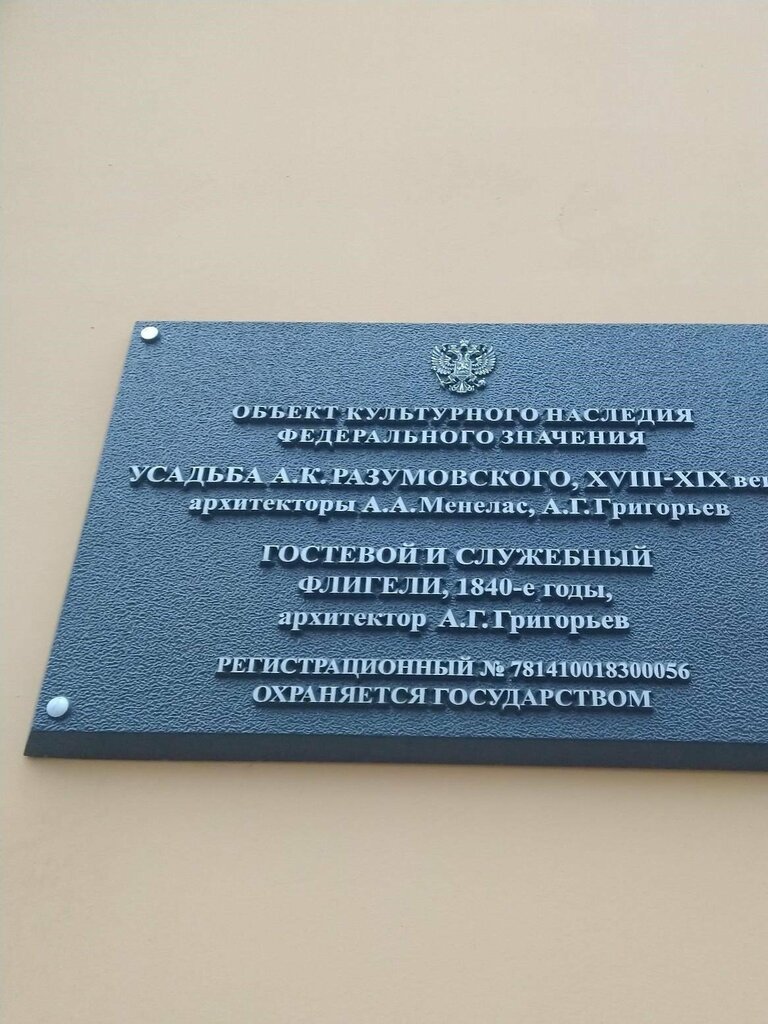 ОБЪЕКТ КУЛЬТУРНОГО НАСЛЕДИЯ
ФЕДЕРАЛЬНОГО ЗНАЧЕНИЯ
УСАДЬБА А.К. РАЗУМОВСКОГО, XVIII-XIX
архитекторы А.А. Менелас, А.Г. Григорьев
ГОСТЕВОЙ И СЛУЖЕБНЫЙ
ФЛИГЕЛИ, 1840-е годы,
архитектор А.Г. Григорьев
РЕГИСТРАЦИОННЫЙ № 781410018300056
ОХРАНЯЕТСЯ ГОСУДАРСТВОМ